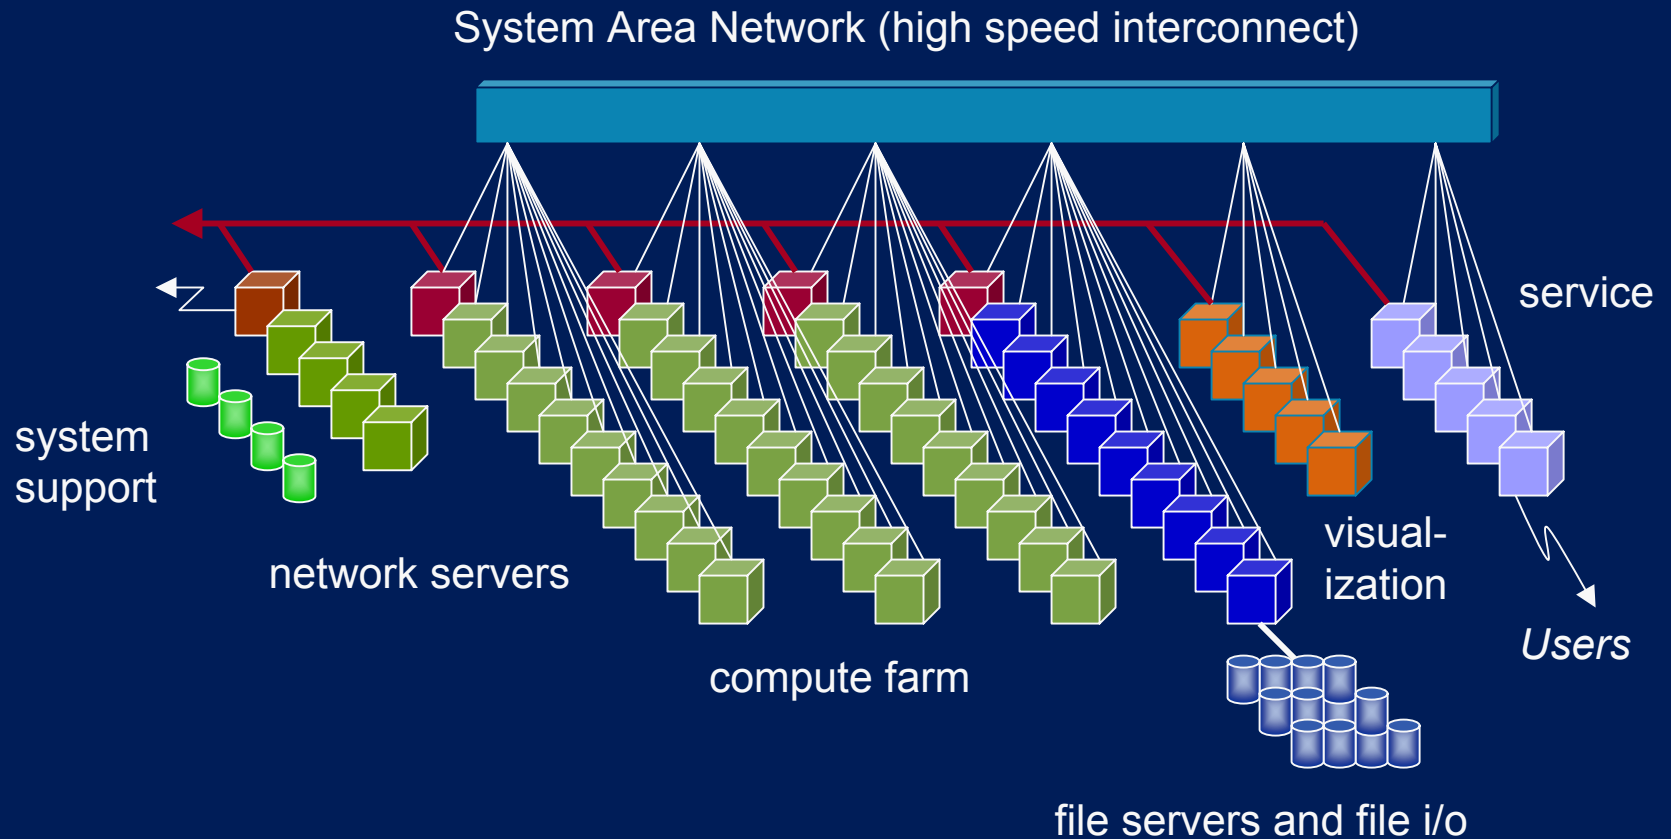 System Area Network (high speed interconnect)
service
system
support
visual-
ization
network servers
Users
compute farm
file servers and file i/o